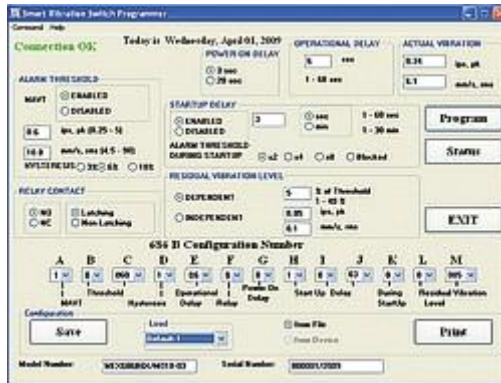 Smart Vibration Switch Programmer
Command Help
Connection OK
Today is Wednesday, April 01, 2009
POWER ON DELAY
3 sec
20 sec
OPERATIONAL DELAY
sec
1 - 60 sec
ACTUAL VIBRATION
ips, pk
mm/s, rms
ALARM THRESHOLD
MAVT
ENABLED
DISABLED
ips, pk (0.25 - 5)
mm/s, rms (4.5 - 90)
HYSTERESIS 3% 6% 10%
STARTUP DELAY
ENABLED
DISABLED
3
sec
min
1 - 60 sec
1 - 30 min
ALARM THRESHOLD
DURING STARTUP
x2 x4 x8 Blocked
Program
Status
EXIT
RELAY CONTACT
NO
NC
Latching
Non Latching
RESIDUAL VIBRATION LEVEL
DEPENDENT
INDEPENDENT
5
% of Threshold
ips, pk
mm/s, rms
686 B Configuration Number
A B C D E F G H I J K L M
MAVT
Threshold
Hysteresis
Operational Delay
Relay
Power On Delay
Start Up Delay
During StartUp
Residual Vibration Level
Configuration
Save
Load
Default 1
from File
from Device
Print
Model Number:
Serial Number: